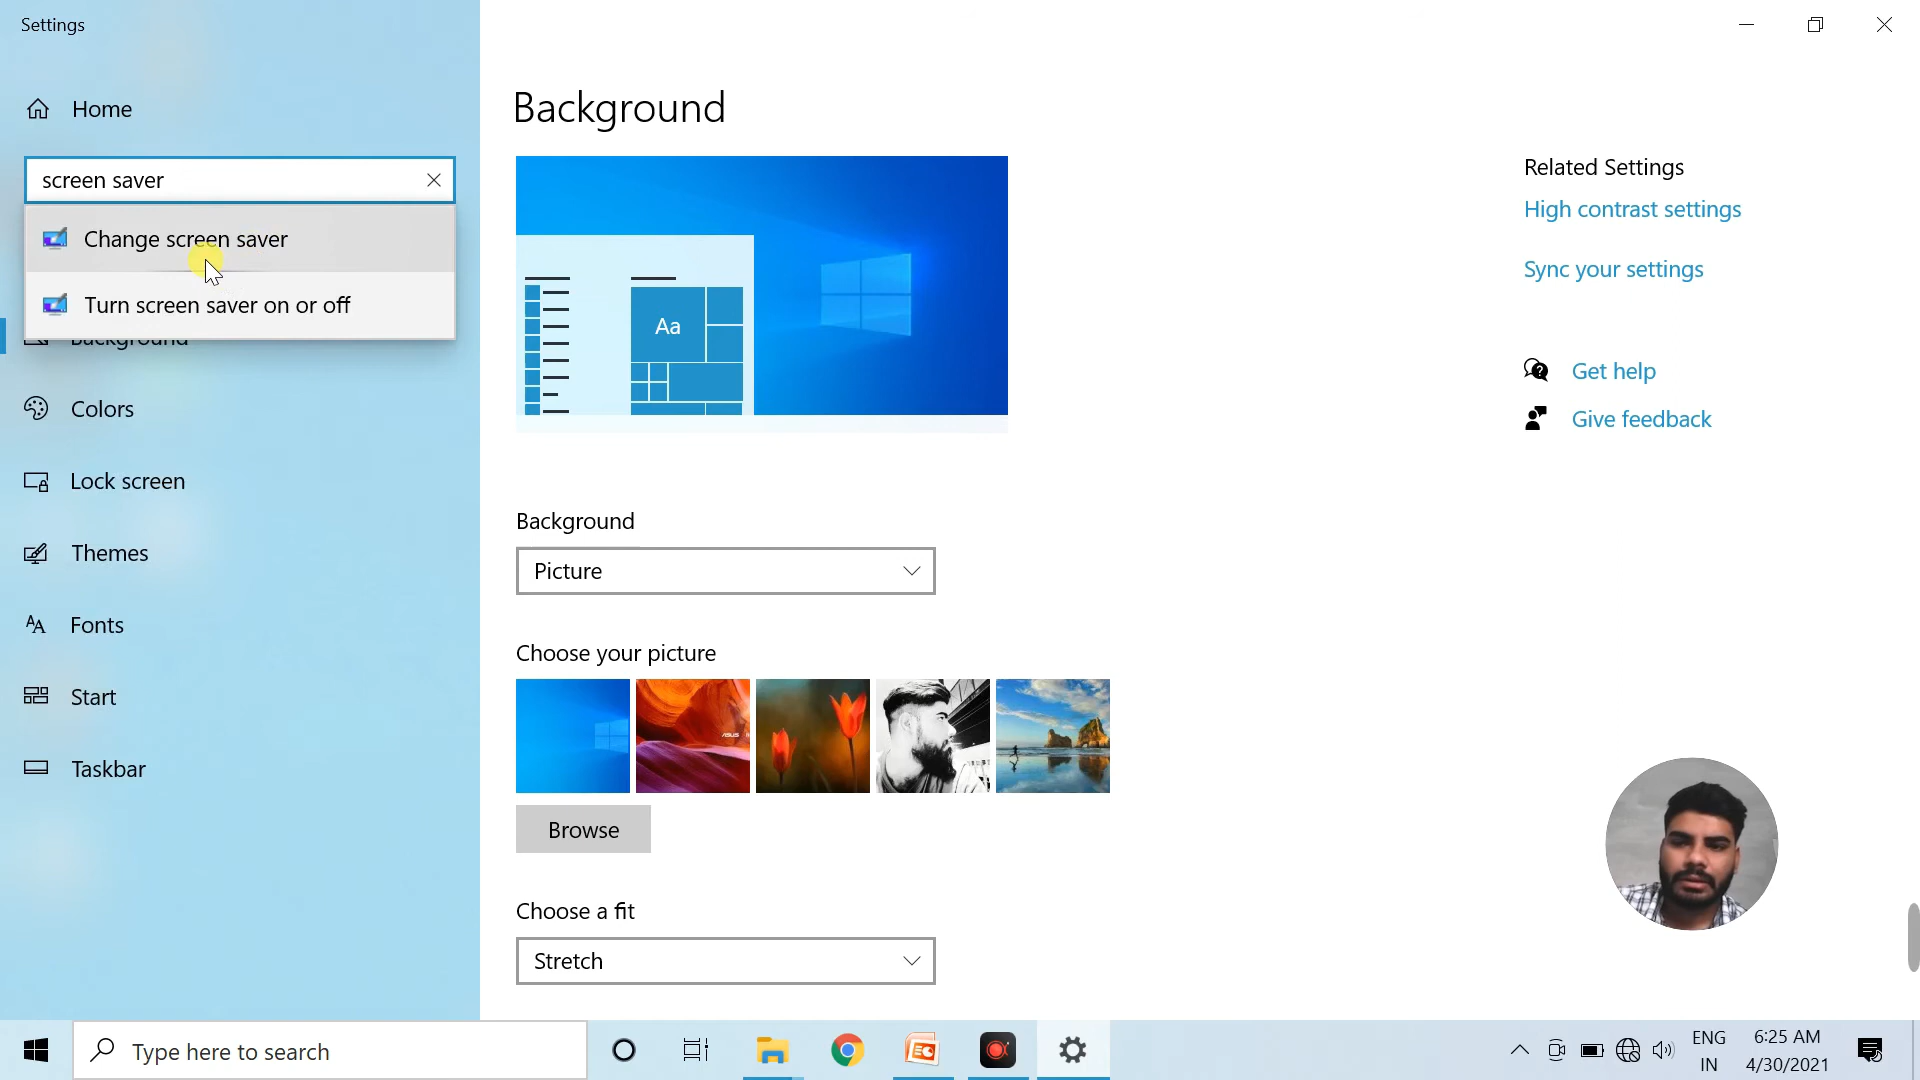 Settings
Home
screen saver
Change screen saver
Turn screen saver on or off
Background
Colors
Lock screen
Themes
Fonts
Start
Taskbar
Background
Aa
Background
Picture
Choose your picture
ASUS
Browse
Choose a fit
Stretch
Related Settings
High contrast settings
Sync your settings
Get help
Give feedback
Type here to search
ENG
IN
6:25 AM
4/30/2021